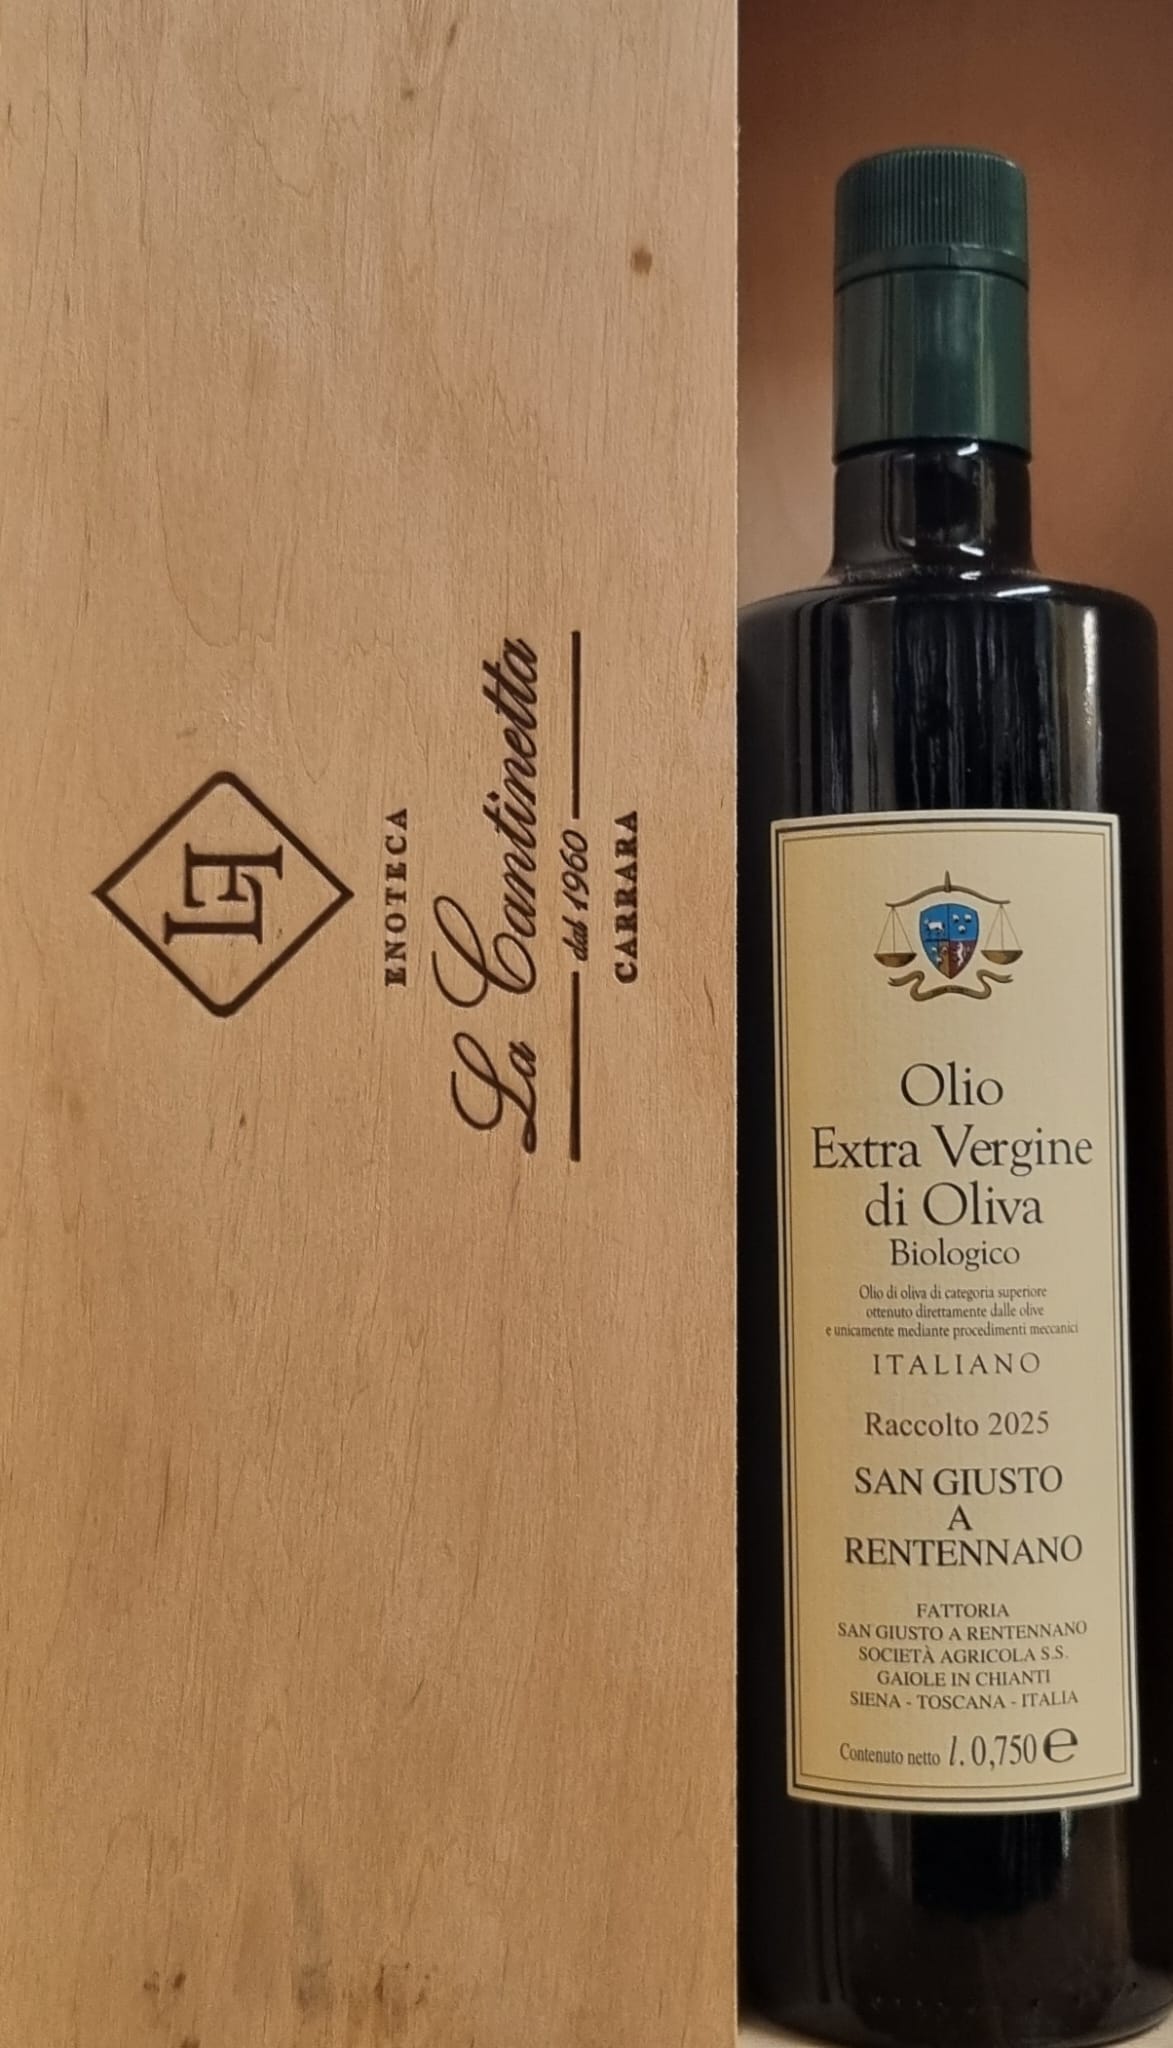 LE
ENOTECA
La Cantinetta
dal 1960
CARRARA
Olio
Extra Vergine
di Oliva
Biologico
Olio di oliva di categoria superiore
ottenuto direttamente dalle olive
e unicamente mediante procedimenti meccanici
ITALIANO
Raccolto 2025
SAN GIUSTO
A
RENTENNANO
FATTORIA
SAN GIUSTO A RENTENNANO
SOCIETÀ AGRICOLA S.S.
GAIOLE IN CHIANTI
SIENA - TOSCANA - ITALIA
Contenuto netto l. 0,750 e